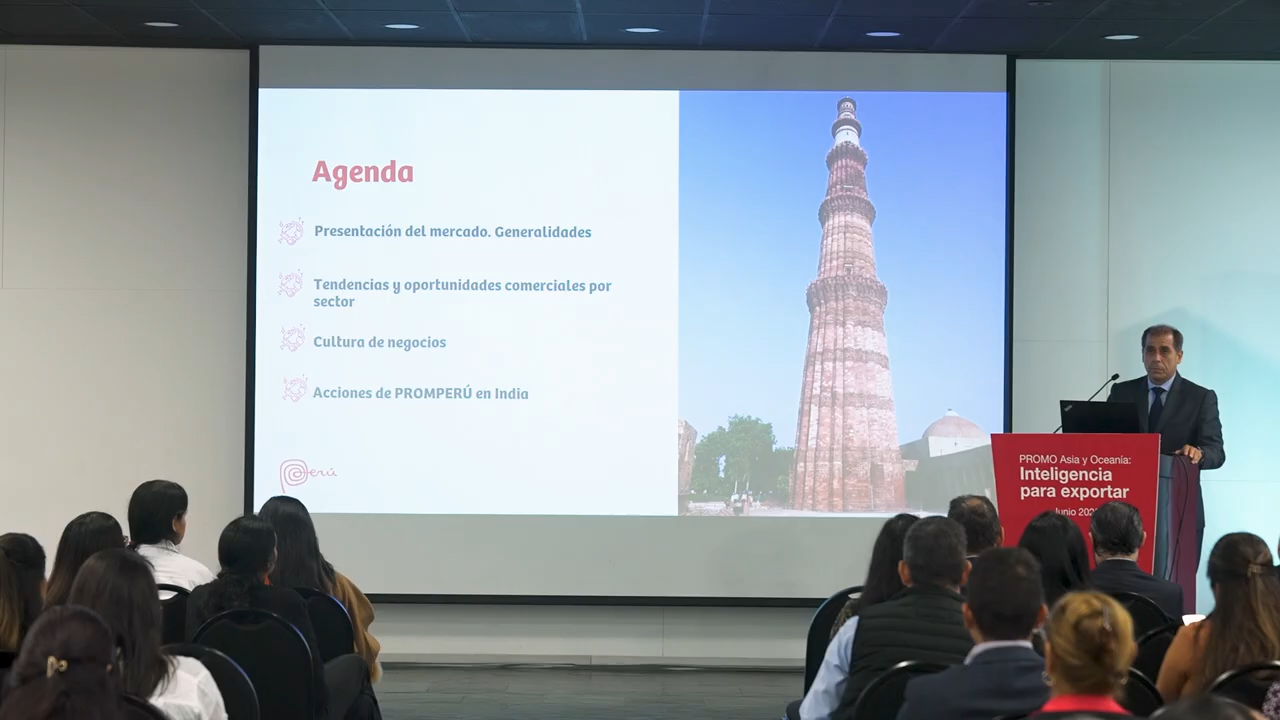 Agenda
Presentación del mercado. Generalidades
Tendencias y oportunidades comerciales por
sector
Cultura de negocios
Acciones de PROMPERÚ en India
Perú
PROMO Asia y Oceanía:
Inteligencia
para exportar
Junio